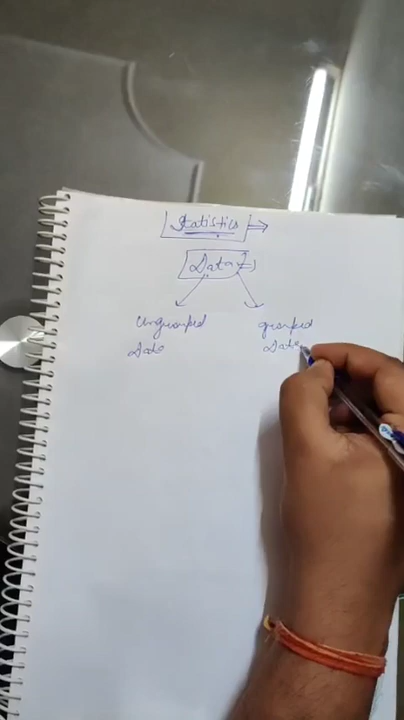 Statistics ⇒
Data ⇒
Ungrouped grouped
Data Data